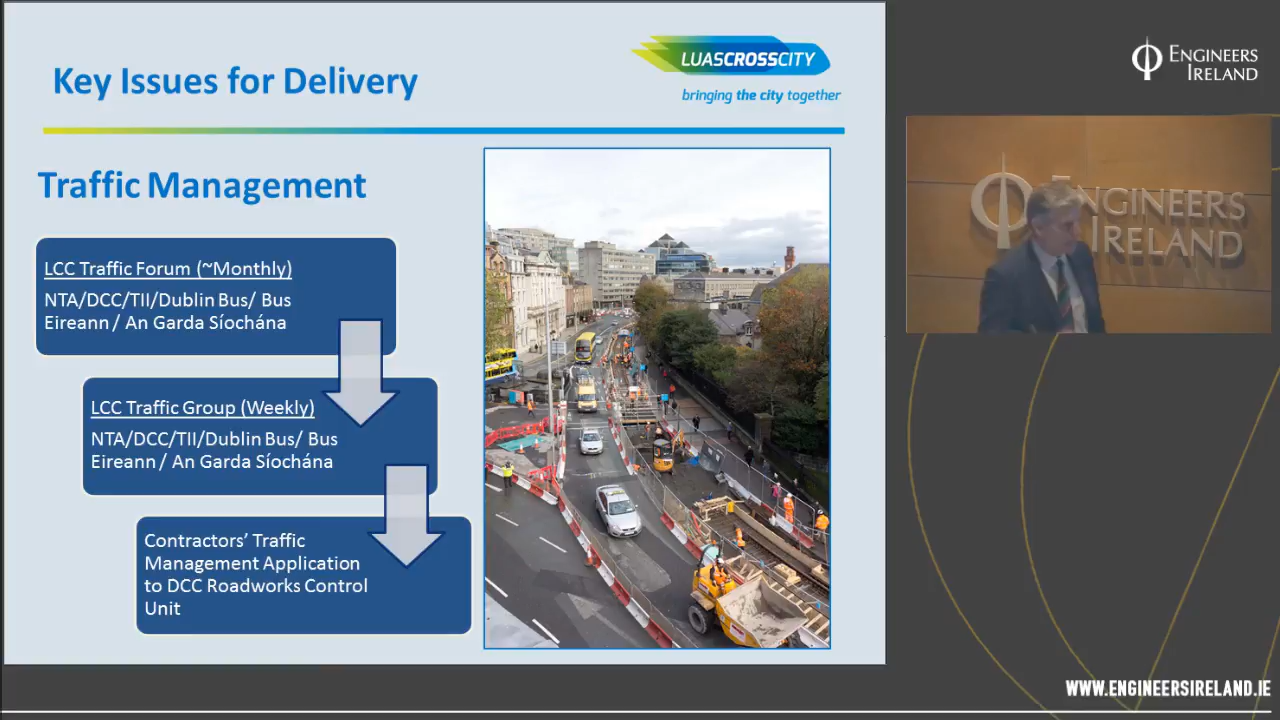 Key Issues for Delivery
LUASCROSSCITY
bringing the city together
Traffic Management
LCC Traffic Forum (~Monthly)
NTA/DCC/TII/Dublin Bus/ Bus
Eireann / An Garda Síochána
LCC Traffic Group (Weekly)
NTA/DCC/TII/Dublin Bus/ Bus
Eireann / An Garda Síochána
Contractors’ Traffic
Management Application
to DCC Roadworks Control
Unit
ENGINEERS
IRELAND
ENGINEERS
IRELAND
WWW.ENGINEERSIRELAND.IE